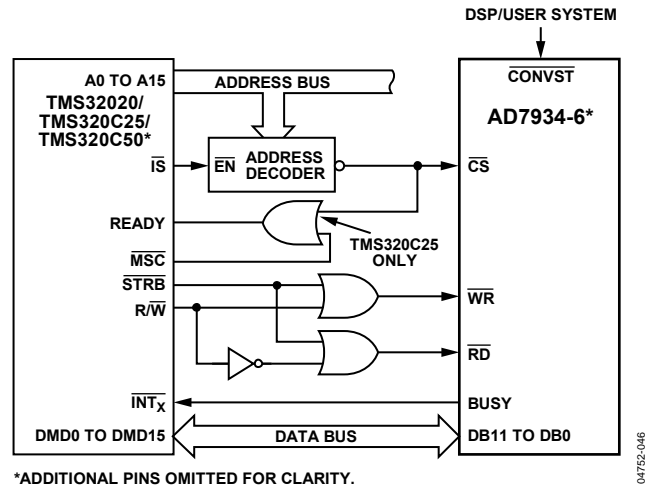 DSP/USER SYSTEM
A0 TO A15
ADDRESS BUS
CONVST
TMS32020/
TMS320C25/
TMS320C50*
AD7934-6*
IS
EN
ADDRESS
DECODER
CS
READY
TMS320C25
ONLY
MSC
STRB
R/W
WR
RD
INTX
BUSY
DMD0 TO DMD15
DATA BUS
DB11 TO DB0
*ADDITIONAL PINS OMITTED FOR CLARITY.
04752-046